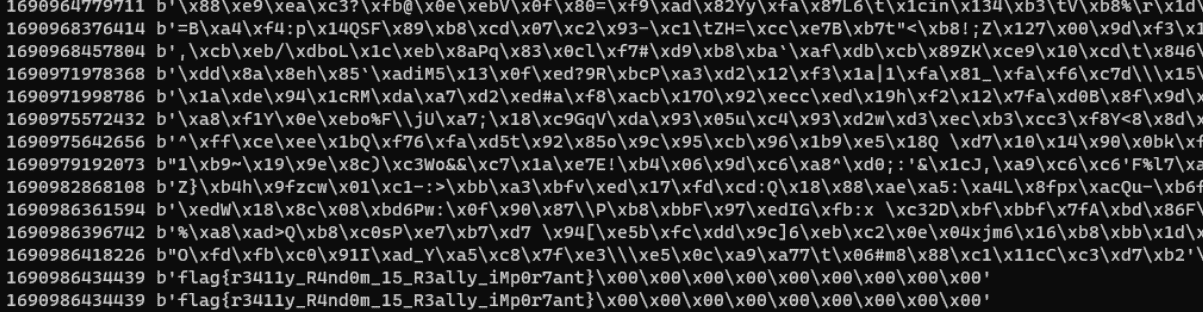 1690964779711 b'\x88\xe9\xea\xc3?\xfb@\x0e\xebV\x0f\x80=\xf9\xad\x82Yy\xfa\x87L6\t\x1cin\x134\xb3\tV\xb8%\r\x1d
1690968376414 b'=B\xa4\xf4:p\x14QSF\x89\xb8\xcd\x07\xc2\x93-\xc1\tZH=\xcc\xe7B\xb7t"<\xb8!;Z\x127\x00\x9d\xf3\x1
1690968457804 b',\xcb\xeb/\xdboL\x1c\xeb\x8aPq\x83\x0cl\xf7#\xd9\xb8\xba`\xaf\xdb\xcb\x89ZK\xce9\x10\xcd\t\x846
1690971978368 b'\xdd\x8a\x8eh\x85`\xadiM5\x13\x0f\xed?9R\xbcP\xa3\xd2\x12\xf3\x1a|1\xfa\x81_\xfa\xf6\xc7d\\\x15
1690971998786 b'\x1a\xde\x94\x1cRM\xda\xa7\xd2\xed#a\xf8\xacb\x17O\x92\xecc\xed\x19h\xf2\x12\x7fa\xd0B\x8f\x9d\
1690975572432 b'\xa8\xf1Y\x0e\xebo%F\\jU\xa7;\x18\xc9GqV\xda\x93\x05u\xc4\x93\xd2w\xd3\xec\xb3\xcc3\xf8Y<8\x8d\x
1690975642656 b'^\xff\xce\xee\x1bQ\xf76\xfa\xd5t\x92\x85o\x9c\x95\xcb\x96\x1b9\xe5\x18Q \xd7\x10\x14\x90\x0bk\xf
1690979192073 b"1\xb9~\x19\x9e\x8c)\xc3Wo&&\xc7\x1a\xe7E!\xb4\x06\x9d\xc6\xa8^\xd0;:'&\x1cJ,\xa9\xc6\xc6'F%l7\x
1690982868108 b'Z}\xb4h\x9fzcw\x01\xc1-:>\xbb\xa3\xbfv\xed\x17\xfd\xcd:Q\x18\x88\xae\xa5:\xa4L\x8fpx\xacQu-\xb6f
1690986361594 b'\xedW\x18\x8c\x08\xbd6Pw:\x0f\x90\x87\\P\xb8\xbbF\x97\xedIG\xfb:x \xc32D\xbf\xbbf\x7fA\xbd\x86F
1690986396742 b'%\xa8\xad>Q\xb8\xc0sP\xe7\xb7\xd7 \x94[\xe5b\xfc\xdd\x9c]6\xeb\xc2\x0e\x04xjm6\x16\xb8\xbb\x1d\x
1690986418226 b"O\xfd\xfb\xc0\x91I\xad_Y\xa5\xc8\x7f\xe3\\\xe5\x0c\xa9\xa77\t\x06#m8\x88\xc1\x11cC\xc3\xd7\xb2'\
1690986434439 b'flag{r3411y_R4nd0m_15_R3ally_iMp0r7ant}\x00\x00\x00\x00\x00\x00\x00\x00\x00'
1690986434439 b'flag{r3411y_R4nd0m_15_R3ally_iMp0r7ant}\x00\x00\x00\x00\x00\x00\x00\x00\x00'